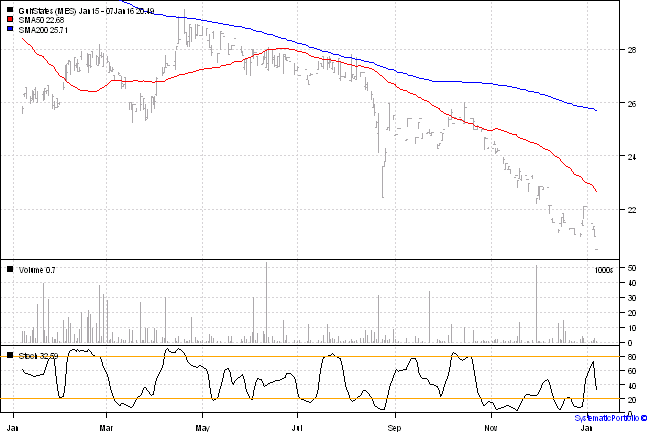 GulfStates (MES) Jan 15 - 07Jan16 20.49
SMA50 22.68
SMA200 25.71
28
26
24
22
Volume 0.7
1000s
50
40
30
20
10
0
Stoch 32.59
80
60
40
20
0
Jan Mar May Jul Sep Nov Jan
SystematicPortfolio ©